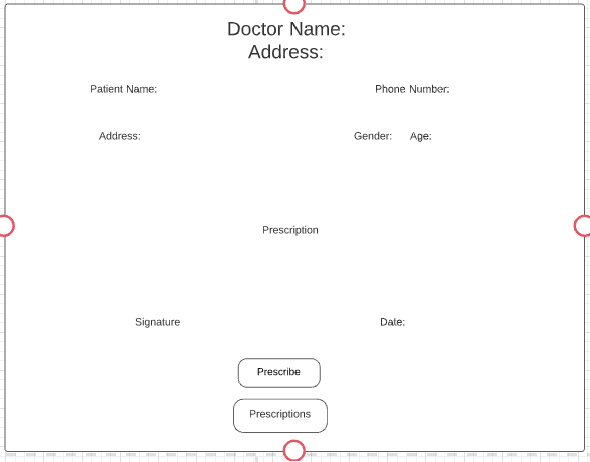 Doctor Name:
Address:
Patient Name: Phone Number:
Address: Gender: Age:
Prescription
Signature Date:
Prescribe
Prescriptions